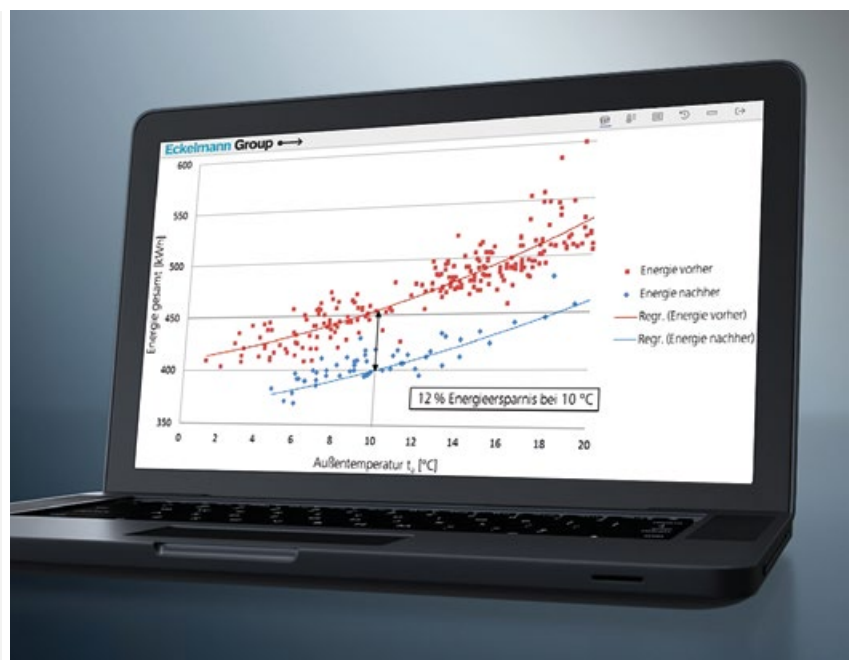 Eckelmann Group
600
550
500
450
400
350
Energie gesamt [kWh]
0 2 4 6 8 10 12 14 16 18 20
Außentemperatur tₐ [°C]
12 % Energieersparnis bei 10 °C
Energie vorher
Energie nachher
Regr. (Energie vorher)
Regr. (Energie nachher)